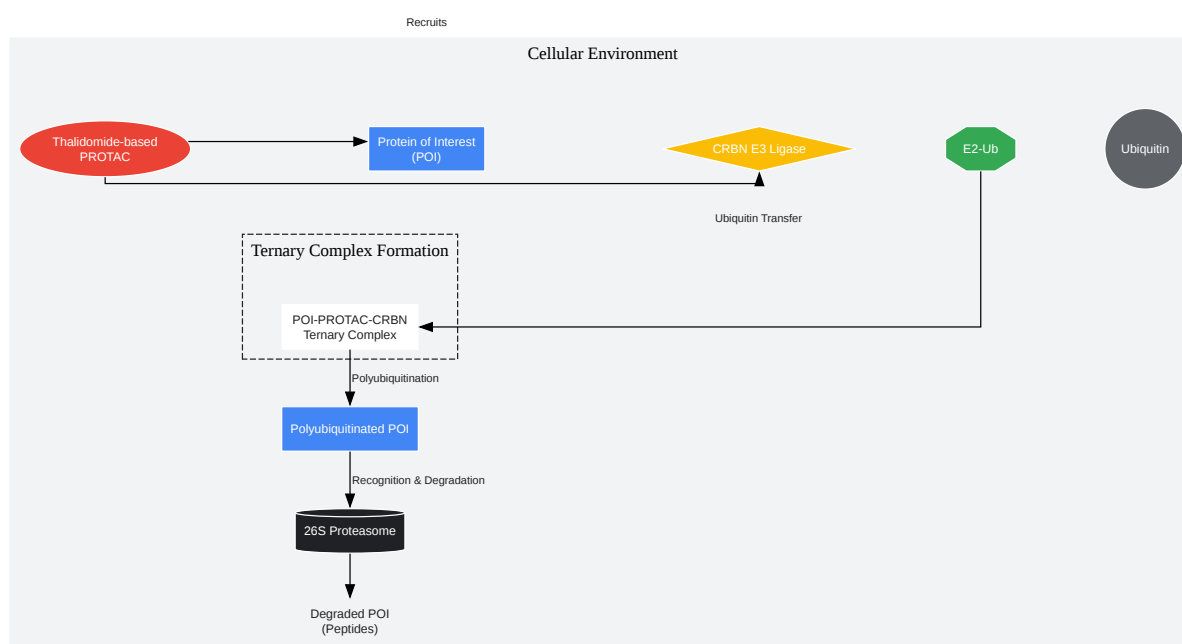 Recruits
Cellular Environment
Thalidomide-based
PROTAC
Protein of Interest
(POI)
CRBN E3 Ligase
E2-Ub
Ubiquitin
Ubiquitin Transfer
Ternary Complex Formation
POI-PROTAC-CRBN
Ternary Complex
Polyubiquitination
Polyubiquitinated POI
Recognition & Degradation
26S Proteasome
Degraded POI
(Peptides)